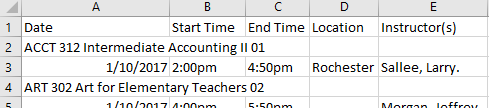 A B C D E
1 Date Start Time End Time Location Instructor(s)
2 ACCT 312 Intermediate Accounting II 01
3 1/10/2017 2:00pm 4:50pm Rochester Sallee, Larry.
4 ART 302 Art for Elementary Teachers 02
5 1/10/2017 4:00pm 5:50pm Morgan, Joffrey